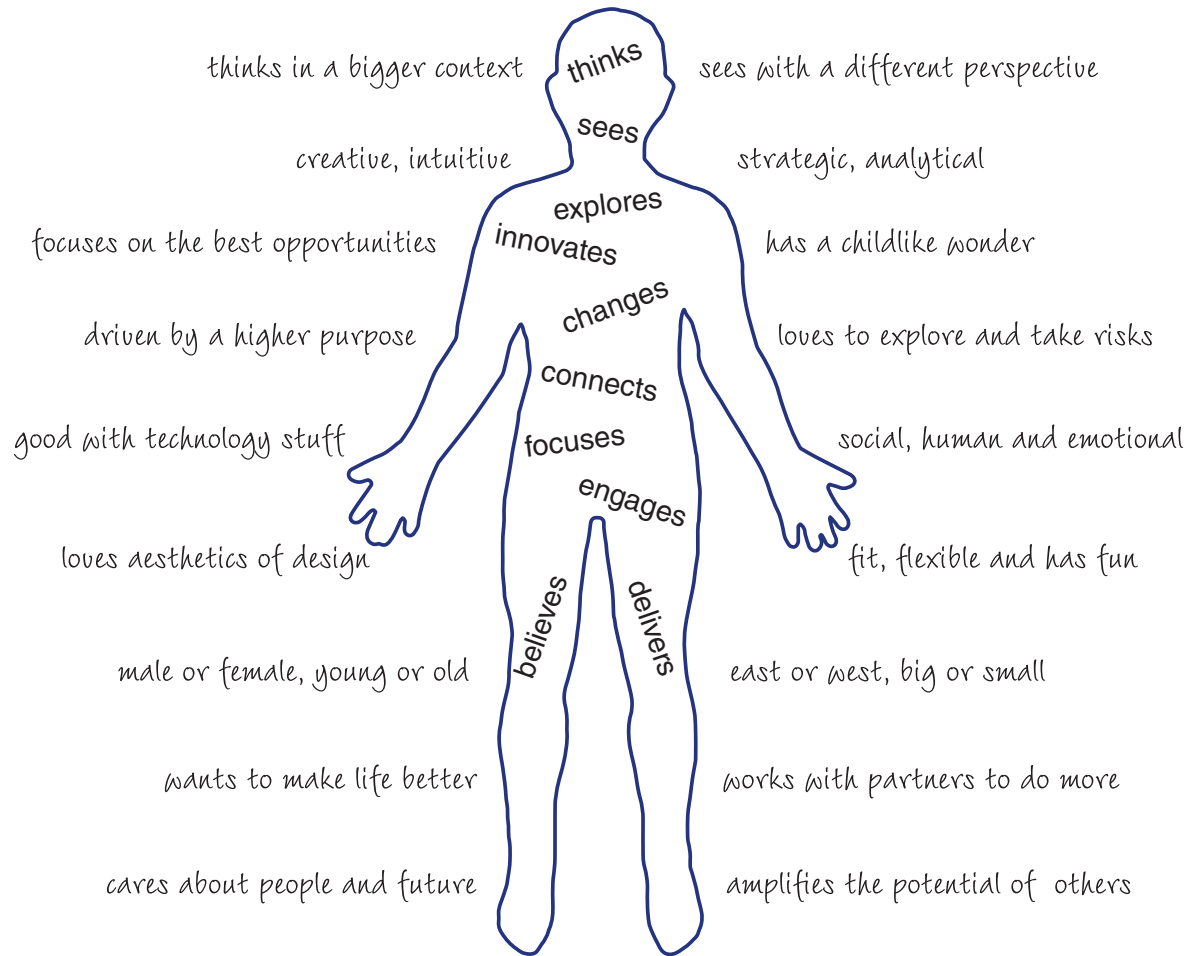 thinks in a bigger context
thinks
sees with a different perspective
sees
creative, intuitive
strategic, analytical
explores
focuses on the best opportunities
innovates
has a childlike wonder
changes
driven by a higher purpose
loves to explore and take risks
connects
good with technology stuff
focuses
social, human and emotional
engages
loves aesthetics of design
fit, flexible and has fun
believes
delivers
male or female, young or old
east or west, big or small
wants to make life better
works with partners to do more
cares about people and future
amplifies the potential of others